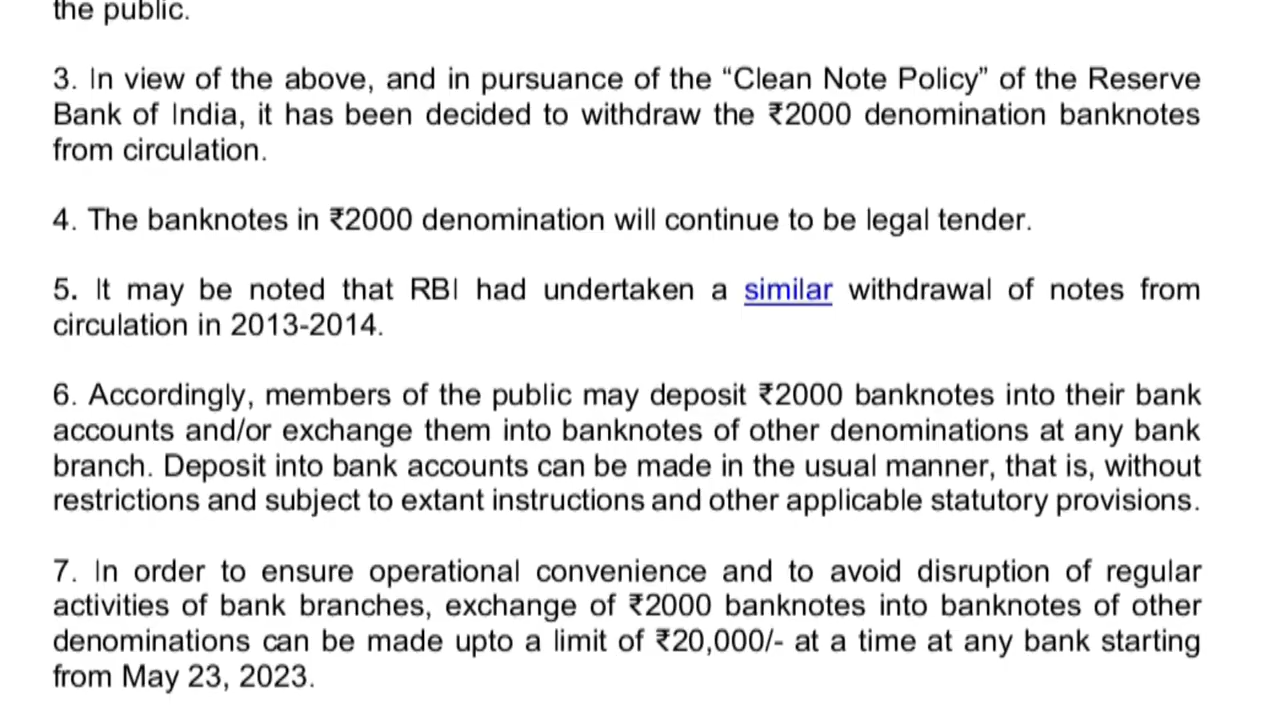 the public.
3. In view of the above, and in pursuance of the “Clean Note Policy” of the Reserve
Bank of India, it has been decided to withdraw the ₹2000 denomination banknotes
from circulation.
4. The banknotes in ₹2000 denomination will continue to be legal tender.
5. It may be noted that RBI had undertaken a similar withdrawal of notes from
circulation in 2013-2014.
6. Accordingly, members of the public may deposit ₹2000 banknotes into their bank
accounts and/or exchange them into banknotes of other denominations at any bank
branch. Deposit into bank accounts can be made in the usual manner, that is, without
restrictions and subject to extant instructions and other applicable statutory provisions.
7. In order to ensure operational convenience and to avoid disruption of regular
activities of bank branches, exchange of ₹2000 banknotes into banknotes of other
denominations can be made upto a limit of ₹20,000/- at a time at any bank starting
from May 23, 2023.